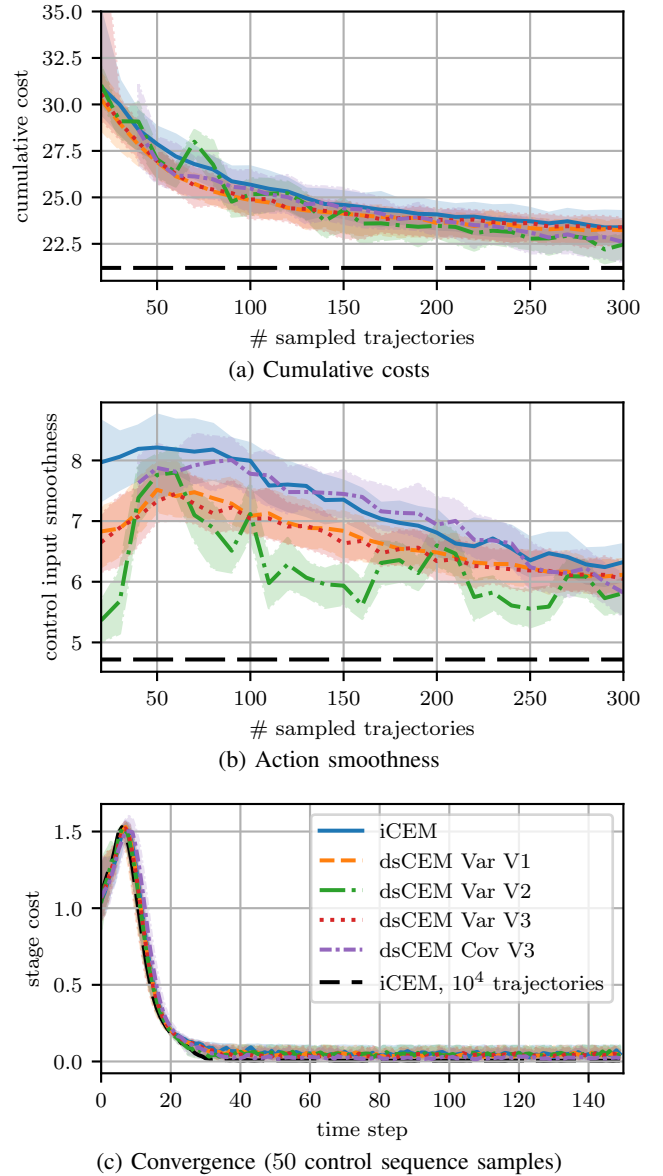 35.0
32.5
30.0
27.5
25.0
22.5
cumulative cost
50 100 150 200 250 300
# sampled trajectories
(a) Cumulative costs
8
7
6
5
control input smoothness
50 100 150 200 250 300
# sampled trajectories
(b) Action smoothness
1.5
1.0
0.5
0.0
stage cost
iCEM
dsCEM Var V1
dsCEM Var V2
dsCEM Var V3
dsCEM Cov V3
iCEM, 10⁴ trajectories
0 20 40 60 80 100 120 140
time step
(c) Convergence (50 control sequence samples)